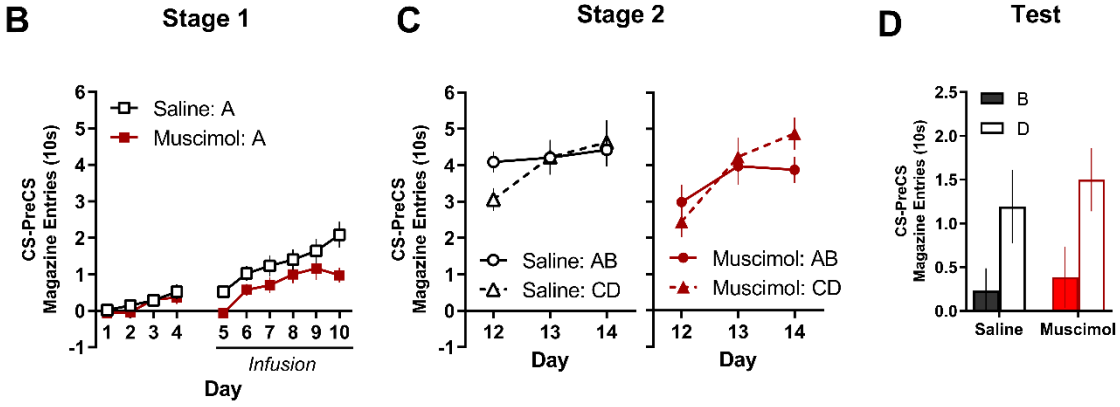 B
Stage 1
CS-PreCS
Magazine Entries (10s)
6
5
4
3
2
1
0
-1
Saline: A
Muscimol: A
1 2 3 4 5 6 7 8 9 10
Infusion
Day
C
Stage 2
CS-PreCS
Magazine Entries (10s)
6
5
4
3
2
1
0
-1
Saline: AB
Saline: CD
12 13 14
Day
Muscimol: AB
Muscimol: CD
12 13 14
Day
D
Test
CS-PreCS
Magazine Entries (10s)
2.5
2.0
1.5
1.0
0.5
0.0
B
D
Saline Muscimol